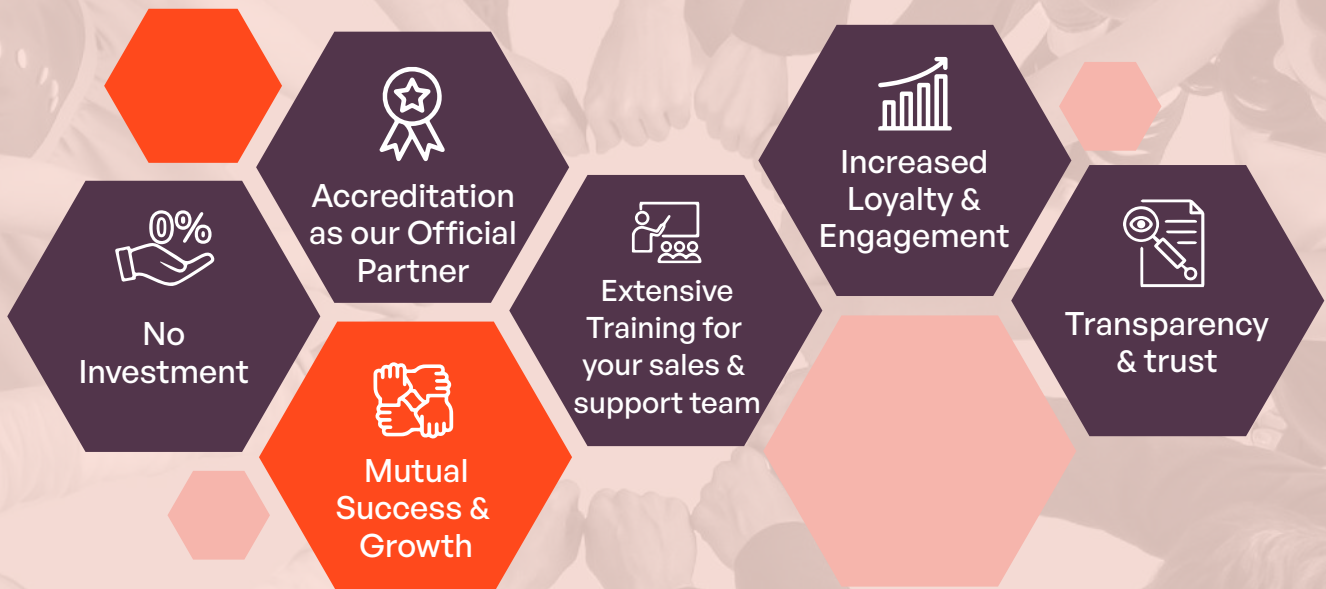 0%
No
Investment
Accreditation
as our Official
Partner
Mutual
Success &
Growth
Extensive
Training for
your sales &
support team
Increased
Loyalty &
Engagement
Transparency
& trust